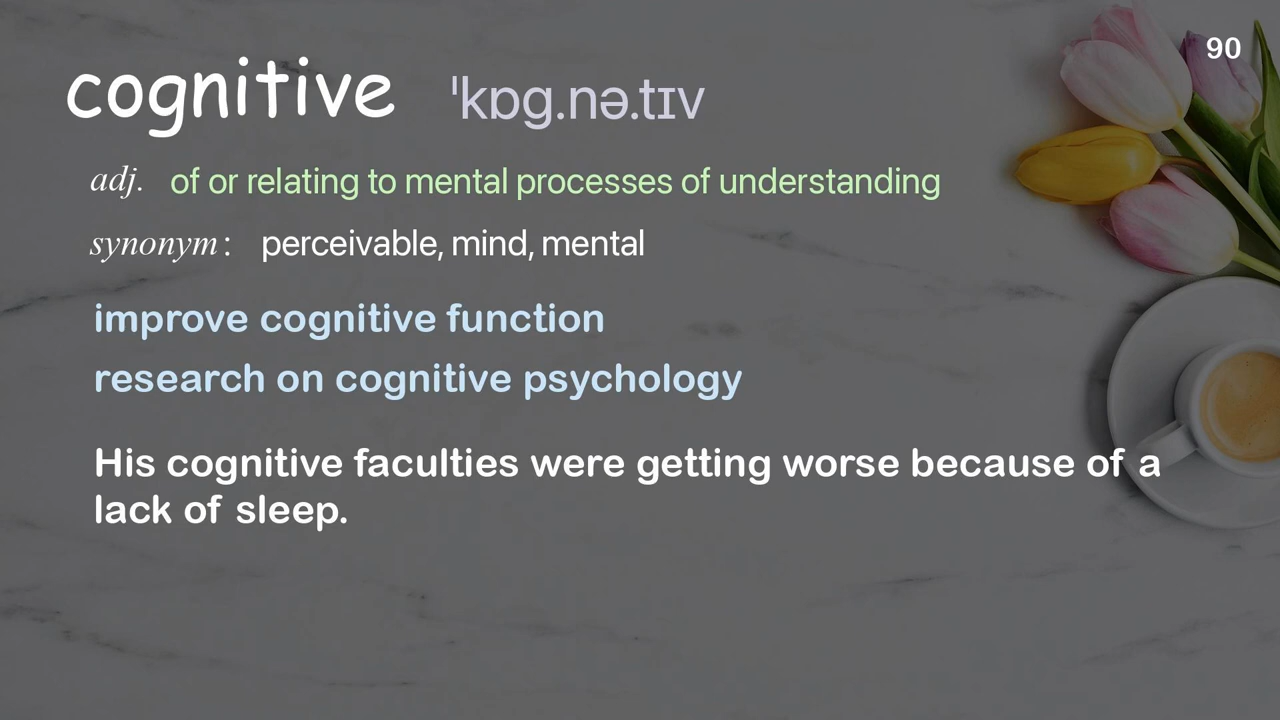 90
cognitive ˈkɒg.nə.tɪv
adj. of or relating to mental processes of understanding
synonym: perceivable, mind, mental
improve cognitive function
research on cognitive psychology
His cognitive faculties were getting worse because of a
lack of sleep.